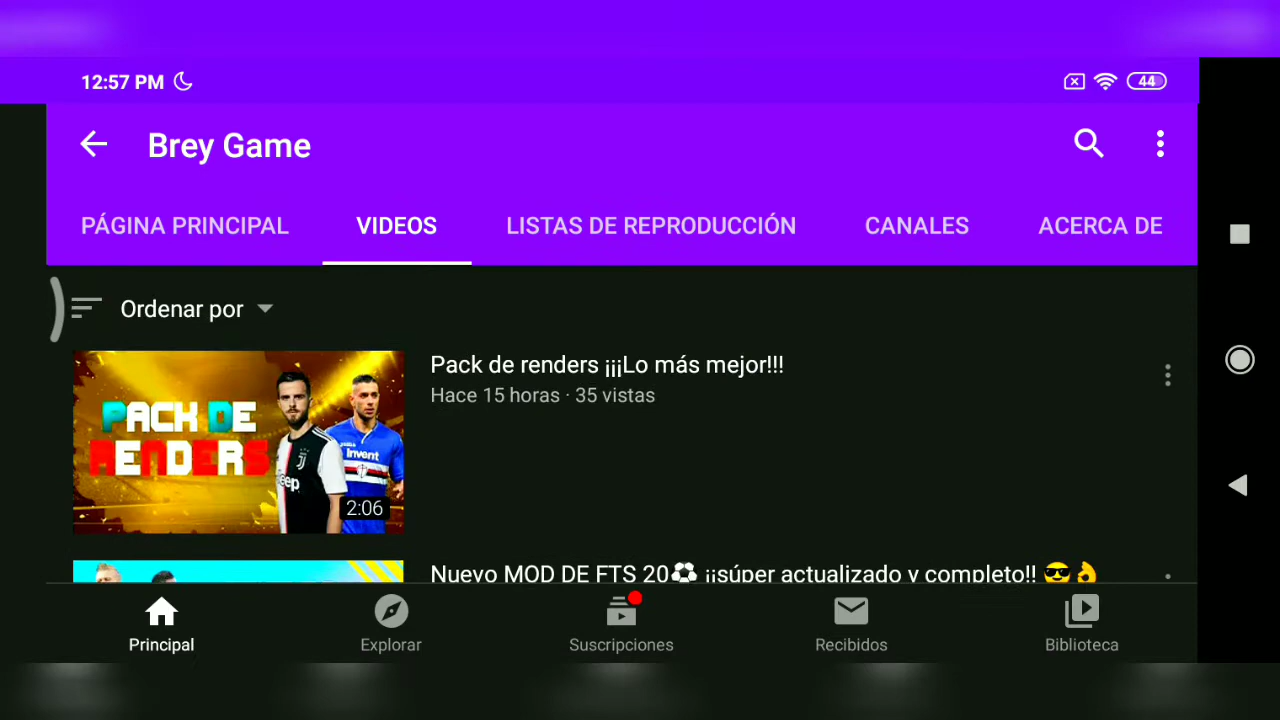 12:57 PM
44
Brey Game
PÁGINA PRINCIPAL
VIDEOS
LISTAS DE REPRODUCCIÓN
CANALES
ACERCA DE
Ordenar por
PACK DE
RENDERS
Jeep
Invent
2:06
Pack de renders ¡¡¡Lo más mejor!!!
Hace 15 horas · 35 vistas
Nuevo MOD DE FTS 20⚽ ¡¡súper actualizado y completo!! 😎👌
Principal
Explorar
Suscripciones
Recibidos
Biblioteca